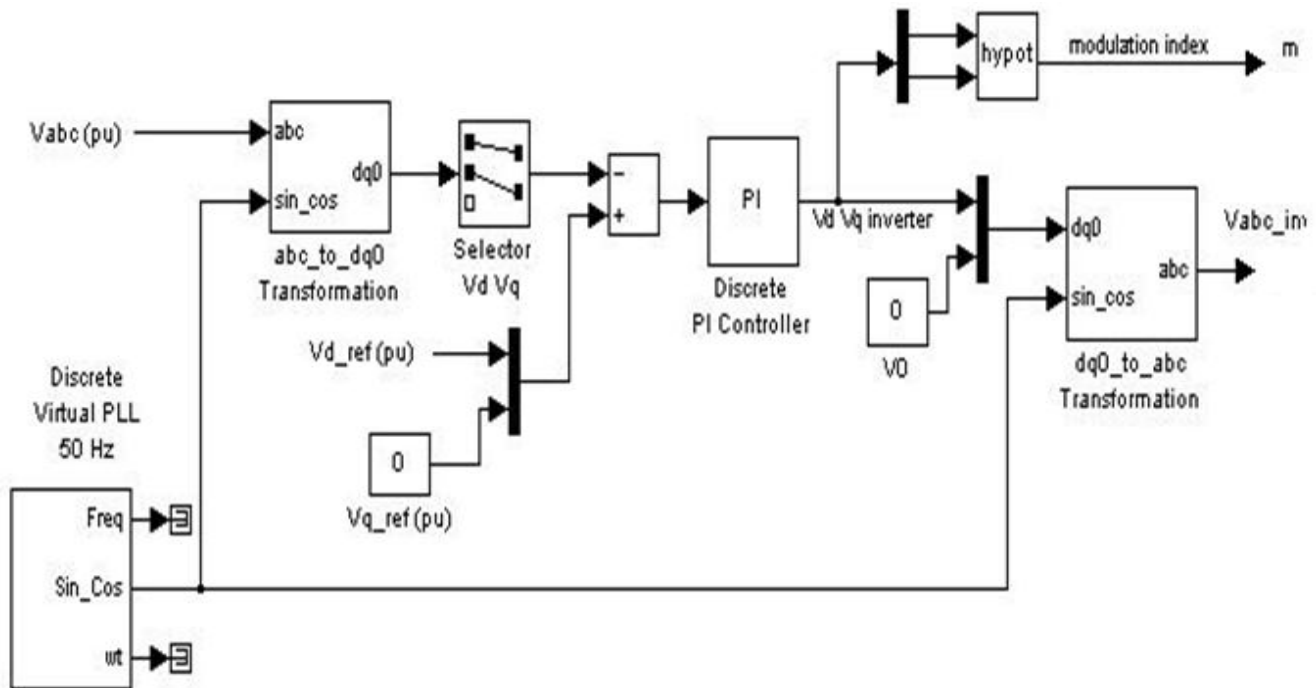 hypot
modulation index
m
Vabc (pu)
abc
dq0
sin_cos
abc_to_dq0
Transformation
Selector
Vd Vq
-
+
PI
Discrete
PI Controller
Vd Vq inverter
0
V0
dq0
abc
sin_cos
dq0_to_abc
Transformation
Vabc_inv
Vd_ref (pu)
0
Vq_ref (pu)
Discrete
Virtual PLL
50 Hz
Freq
Sin_Cos
wt